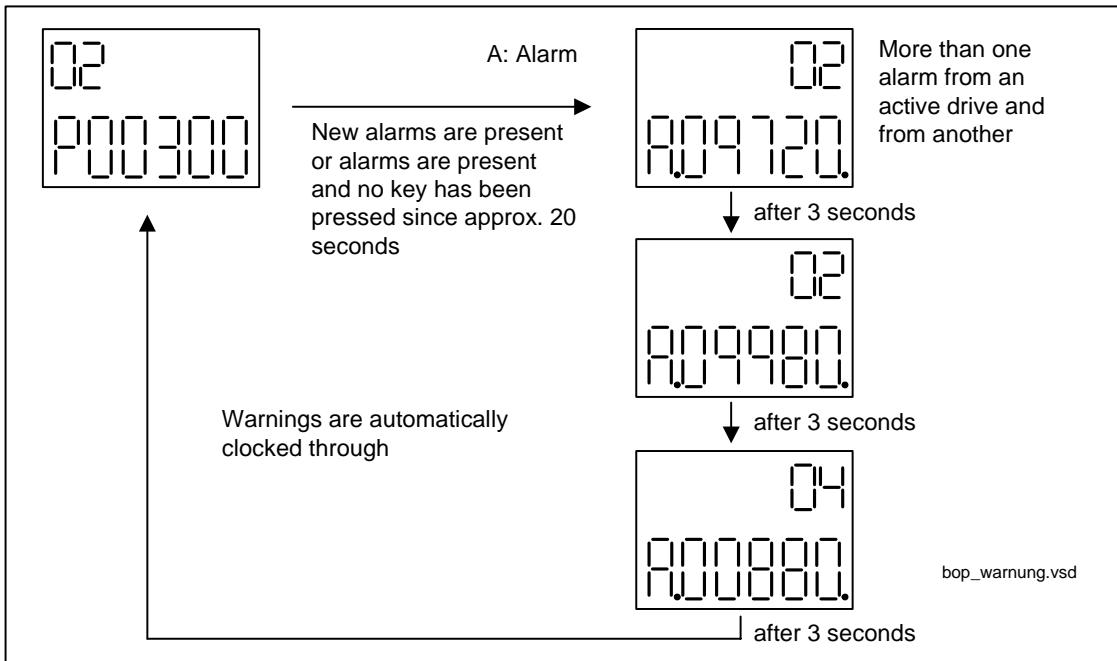 02
P00300
A: Alarm
New alarms are present
or alarms are present
and no key has been
pressed since approx. 20
seconds
02
A.09720.
More than one
alarm from an
active drive and
from another
after 3 seconds
02
A.09980.
Warnings are automatically
clocked through
after 3 seconds
04
A.00880.
bop_warnung.vsd
after 3 seconds